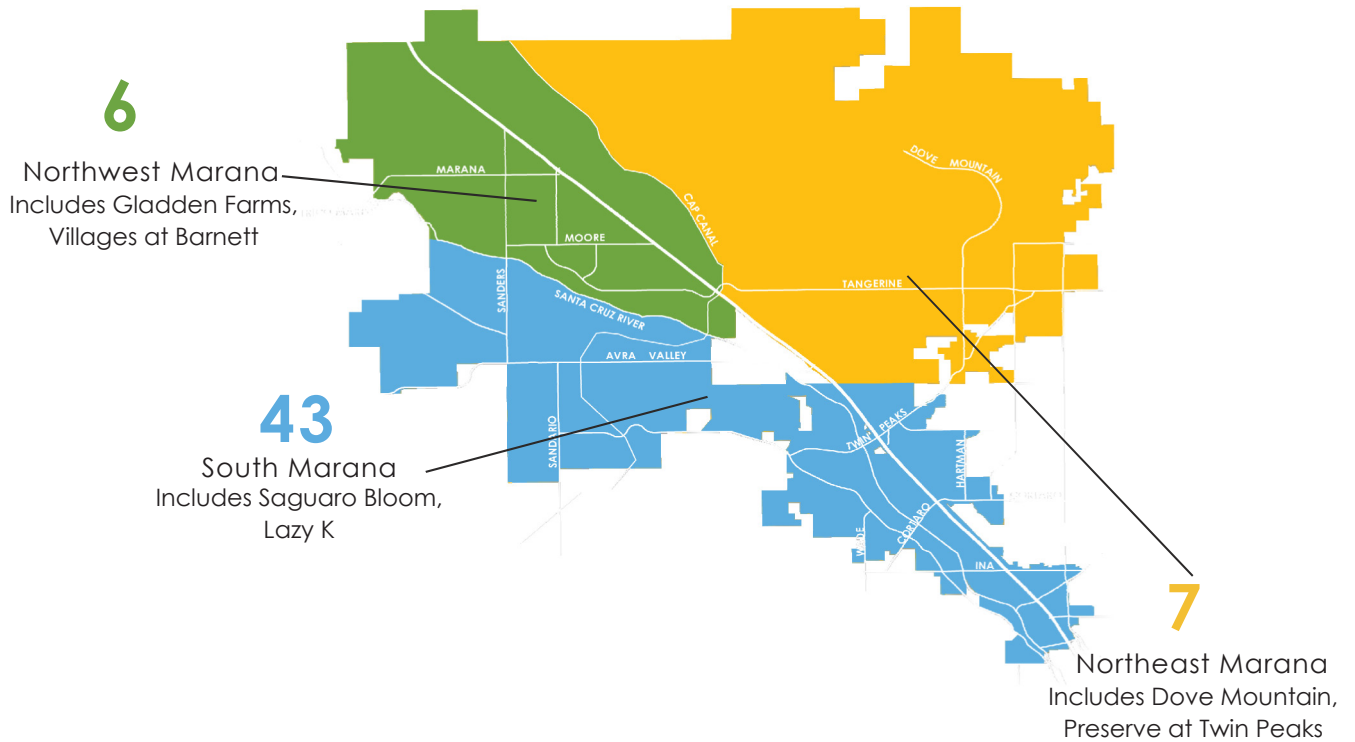 6
Northwest Marana
Includes Gladden Farms,
Villages at Barnett
43
South Marana
Includes Saguaro Bloom,
Lazy K
7
Northeast Marana
Includes Dove Mountain,
Preserve at Twin Peaks
MARANA
MOORE
SANDERS
SANTA CRUZ RIVER
AVRA VALLEY
SANDARIO
CAP CANAL
DOVE MOUNTAIN
TANGERINE
TWIN PEAKS
HARTMAN
CORTARO
WADE
INA